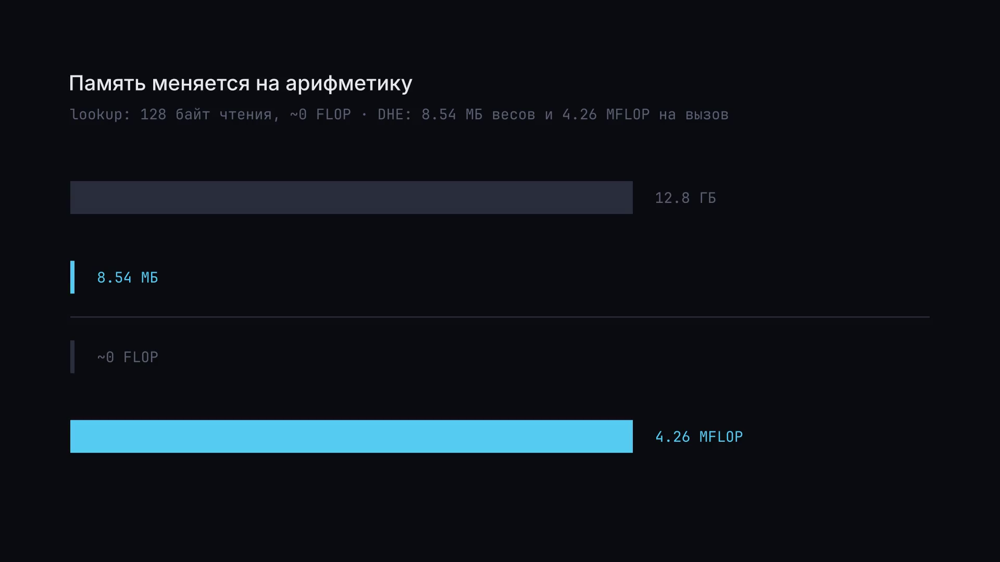 Память меняется на арифметику
lookup: 128 байт чтения, ~0 FLOP · DHE: 8.54 МБ весов и 4.26 MFLOP на вызов
12.8 ГБ
8.54 МБ
~0 FLOP
4.26 MFLOP